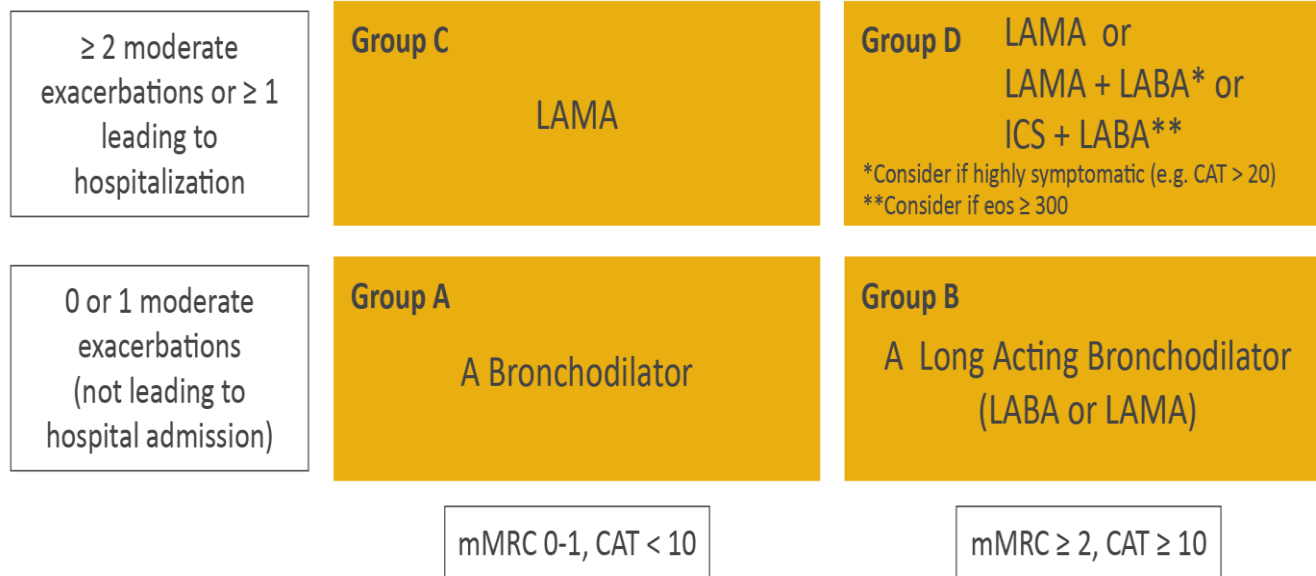 ≥ 2 moderate
exacerbations or ≥ 1
leading to
hospitalization
Group C
LAMA
Group D
LAMA or
LAMA + LABA* or
ICS + LABA**
*Consider if highly symptomatic (e.g. CAT > 20)
**Consider if eos ≥ 300
0 or 1 moderate
exacerbations
(not leading to
hospital admission)
Group A
A Bronchodilator
Group B
A Long Acting Bronchodilator
(LABA or LAMA)
mMRC 0-1, CAT < 10
mMRC ≥ 2, CAT ≥ 10